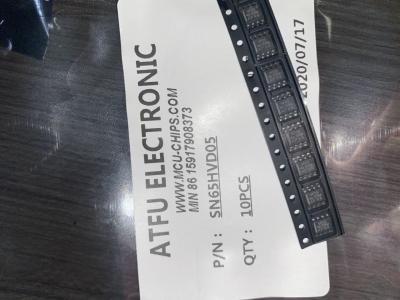 ATFU ELECTRONIC
WWW.MCU-CHIPS.COM
MIN 86 15917908373
P/N： SN65HVD05
QTY： 10PCS
2020/07/17